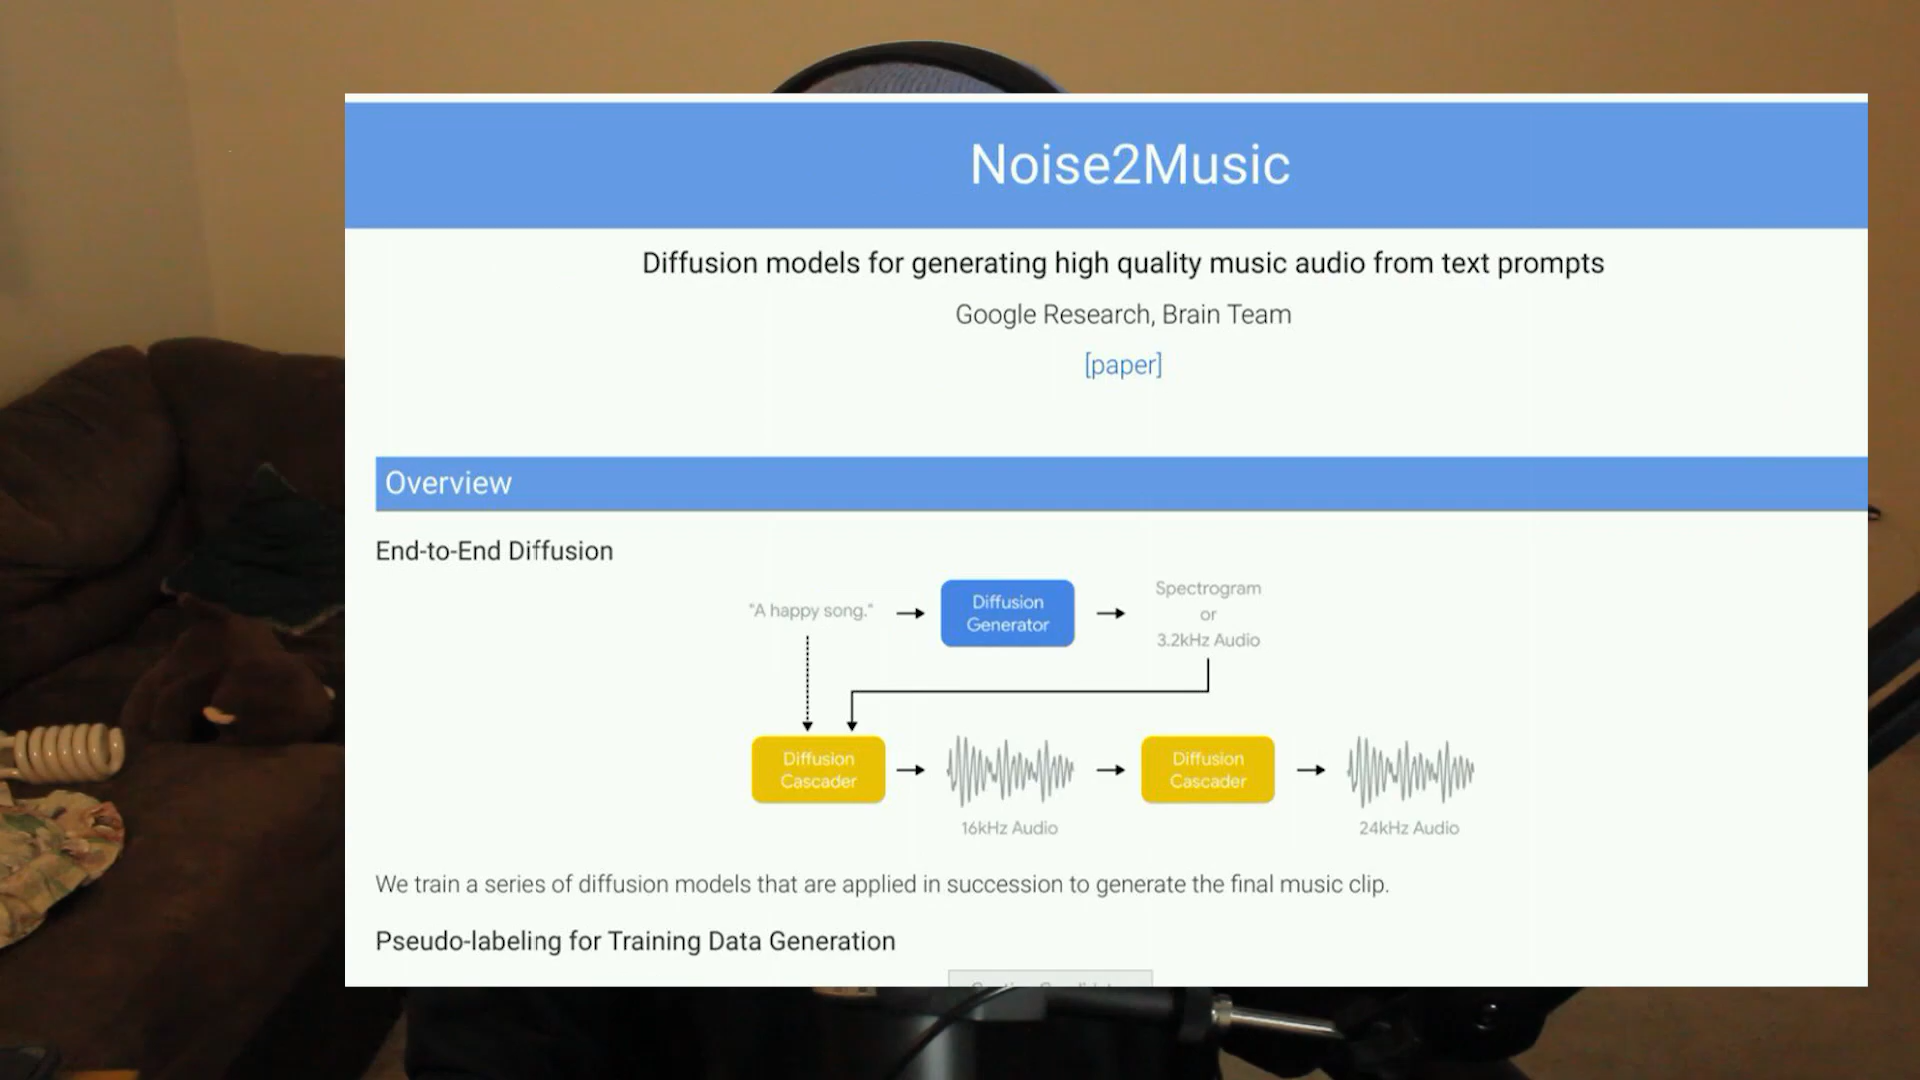 Noise2Music
Diffusion models for generating high quality music audio from text prompts
Google Research, Brain Team
[paper]
Overview
End-to-End Diffusion
"A happy song."
Diffusion
Generator
Spectrogram
or
3.2kHz Audio
Diffusion
Cascader
16kHz Audio
Diffusion
Cascader
24kHz Audio
We train a series of diffusion models that are applied in succession to generate the final music clip.
Pseudo-labeling for Training Data Generation